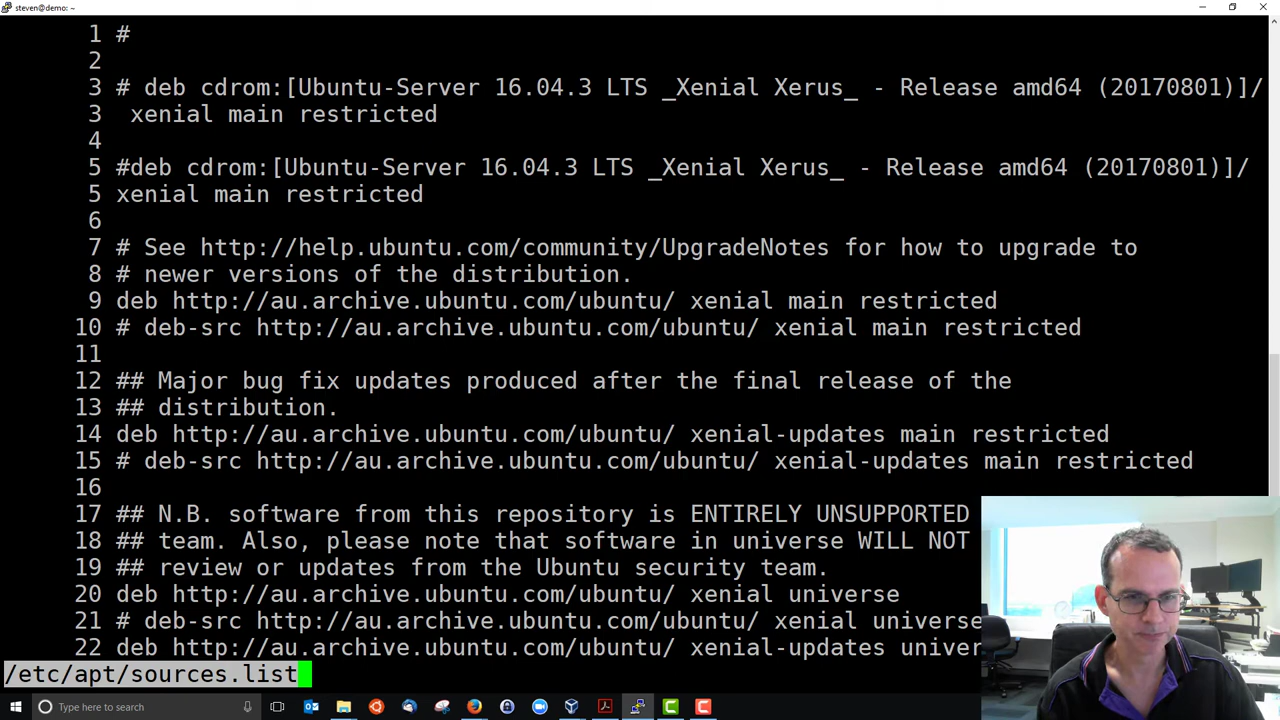 steven@demo: ~
1 #
2
3 # deb cdrom:[Ubuntu-Server 16.04.3 LTS _Xenial Xerus_ - Release amd64 (20170801)]/
3  xenial main restricted
4
5 #deb cdrom:[Ubuntu-Server 16.04.3 LTS _Xenial Xerus_ - Release amd64 (20170801)]/
5 xenial main restricted
6
7 # See http://help.ubuntu.com/community/UpgradeNotes for how to upgrade to
8 # newer versions of the distribution.
9 deb http://au.archive.ubuntu.com/ubuntu/ xenial main restricted
10 # deb-src http://au.archive.ubuntu.com/ubuntu/ xenial main restricted
11
12 ## Major bug fix updates produced after the final release of the
13 ## distribution.
14 deb http://au.archive.ubuntu.com/ubuntu/ xenial-updates main restricted
15 # deb-src http://au.archive.ubuntu.com/ubuntu/ xenial-updates main restricted
16
17 ## N.B. software from this repository is ENTIRELY UNSUPPORTED
18 ## team. Also, please note that software in universe WILL NOT
19 ## review or updates from the Ubuntu security team.
20 deb http://au.archive.ubuntu.com/ubuntu/ xenial universe
21 # deb-src http://au.archive.ubuntu.com/ubuntu/ xenial universe
22 deb http://au.archive.ubuntu.com/ubuntu/ xenial-updates univer
/etc/apt/sources.list
Type here to search